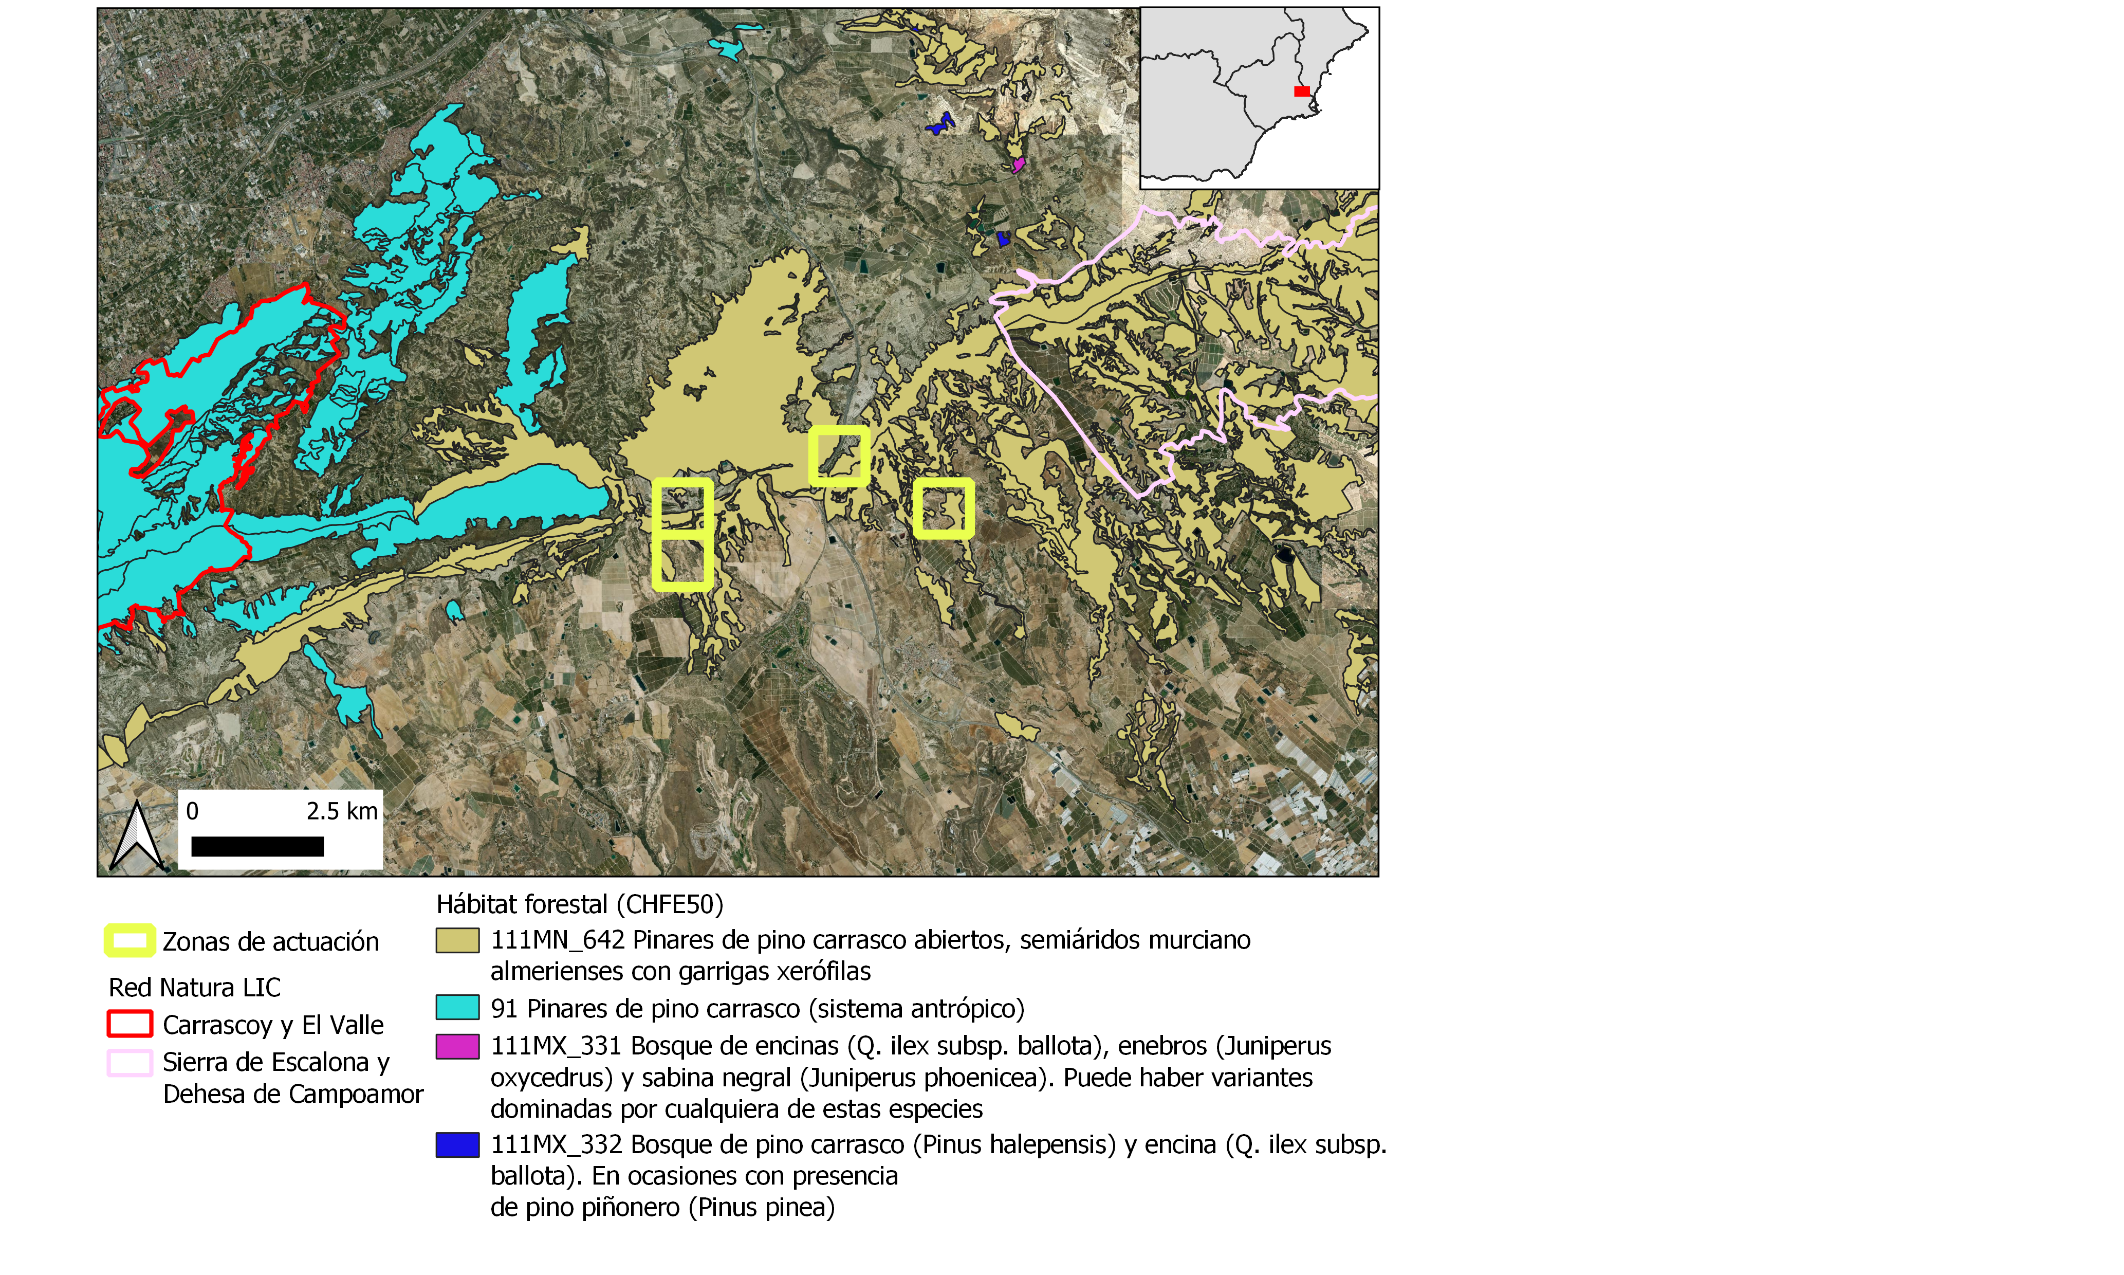 0 2.5 km
Zonas de actuación
Red Natura LIC
Carrascoy y El Valle
Sierra de Escalona y
Dehesa de Campoamor
Hábitat forestal (CHFE50)
111MN_642 Pinares de pino carrasco abiertos, semiáridos murciano
almerienses con garrigas xerófilas
91 Pinares de pino carrasco (sistema antrópico)
111MX_331 Bosque de encinas (Q. ilex subsp. ballota), enebros (Juniperus
oxycedrus) y sabina negral (Juniperus phoenicea). Puede haber variantes
dominadas por cualquiera de estas especies
111MX_332 Bosque de pino carrasco (Pinus halepensis) y encina (Q. ilex subsp.
ballota). En ocasiones con presencia
de pino piñonero (Pinus pinea)